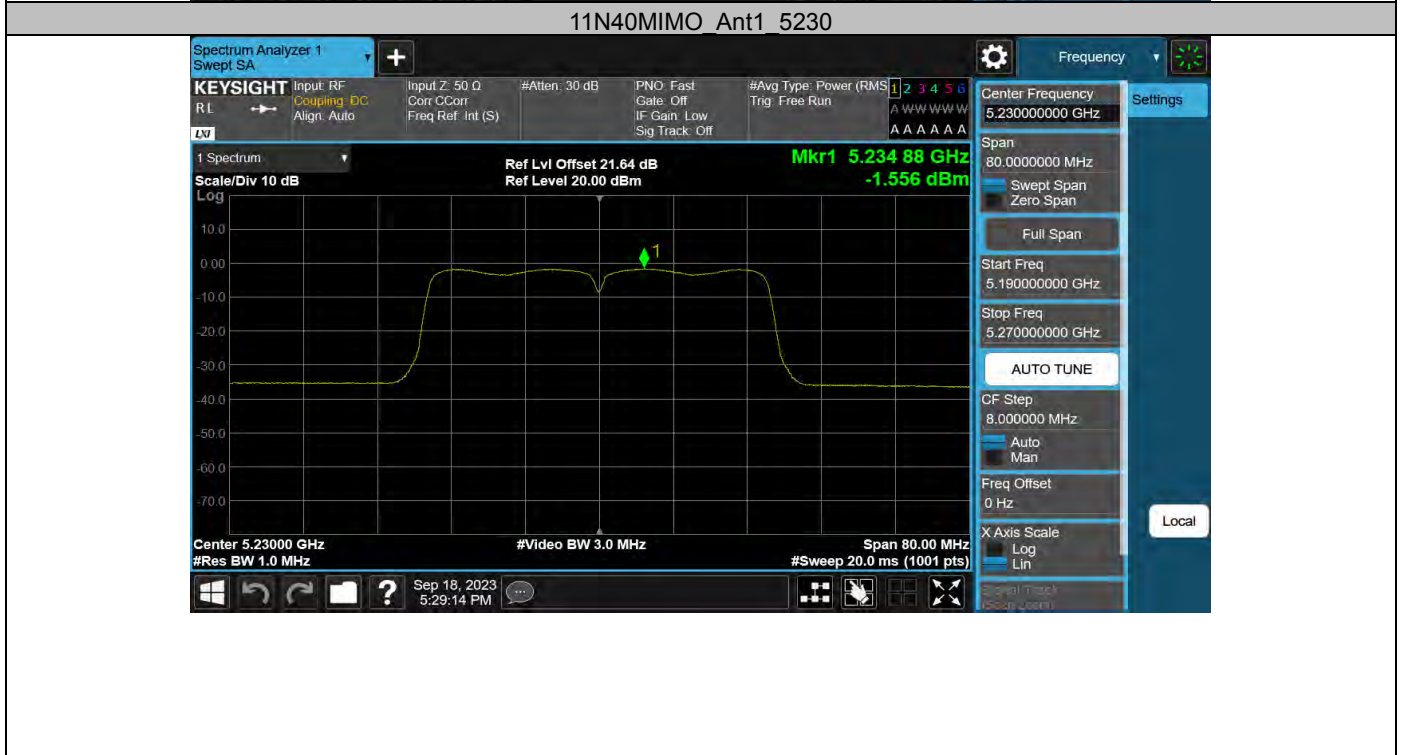 11N40MIMO_Ant1_5230
Spectrum Analyzer 1
Swept SA
Frequency
KEYSIGHT
RL
LXI
Input: RF
Coupling: DC
Align: Auto
Input Z: 50 Ω
Corr CCorr
Freq Ref: Int (S)
#Atten: 30 dB
PNO: Fast
Gate: Off
IF Gain: Low
Sig Track: Off
#Avg Type: Power (RMS
Trig: Free Run
1 2 3 4 5 6
A W W W W W
A A A A A A
Center Frequency
5.230000000 GHz
Settings
1 Spectrum
Scale/Div 10 dB
Ref Lvl Offset 21.64 dB
Ref Level 20.00 dBm
Mkr1 5.234 88 GHz
-1.556 dBm
Span
80.0000000 MHz
Swept Span
Zero Span
Full Span
Log
10.0
0.00
-10.0
-20.0
-30.0
-40.0
-50.0
-60.0
-70.0
1
Start Freq
5.190000000 GHz
Stop Freq
5.270000000 GHz
AUTO TUNE
CF Step
8.000000 MHz
Auto
Man
Freq Offset
0 Hz
X Axis Scale
Log
Lin
Local
Center 5.23000 GHz
#Res BW 1.0 MHz
#Video BW 3.0 MHz
Span 80.00 MHz
#Sweep 20.0 ms (1001 pts)
?
Sep 18, 2023
5:29:14 PM
Signal Track
(Span Zoom)